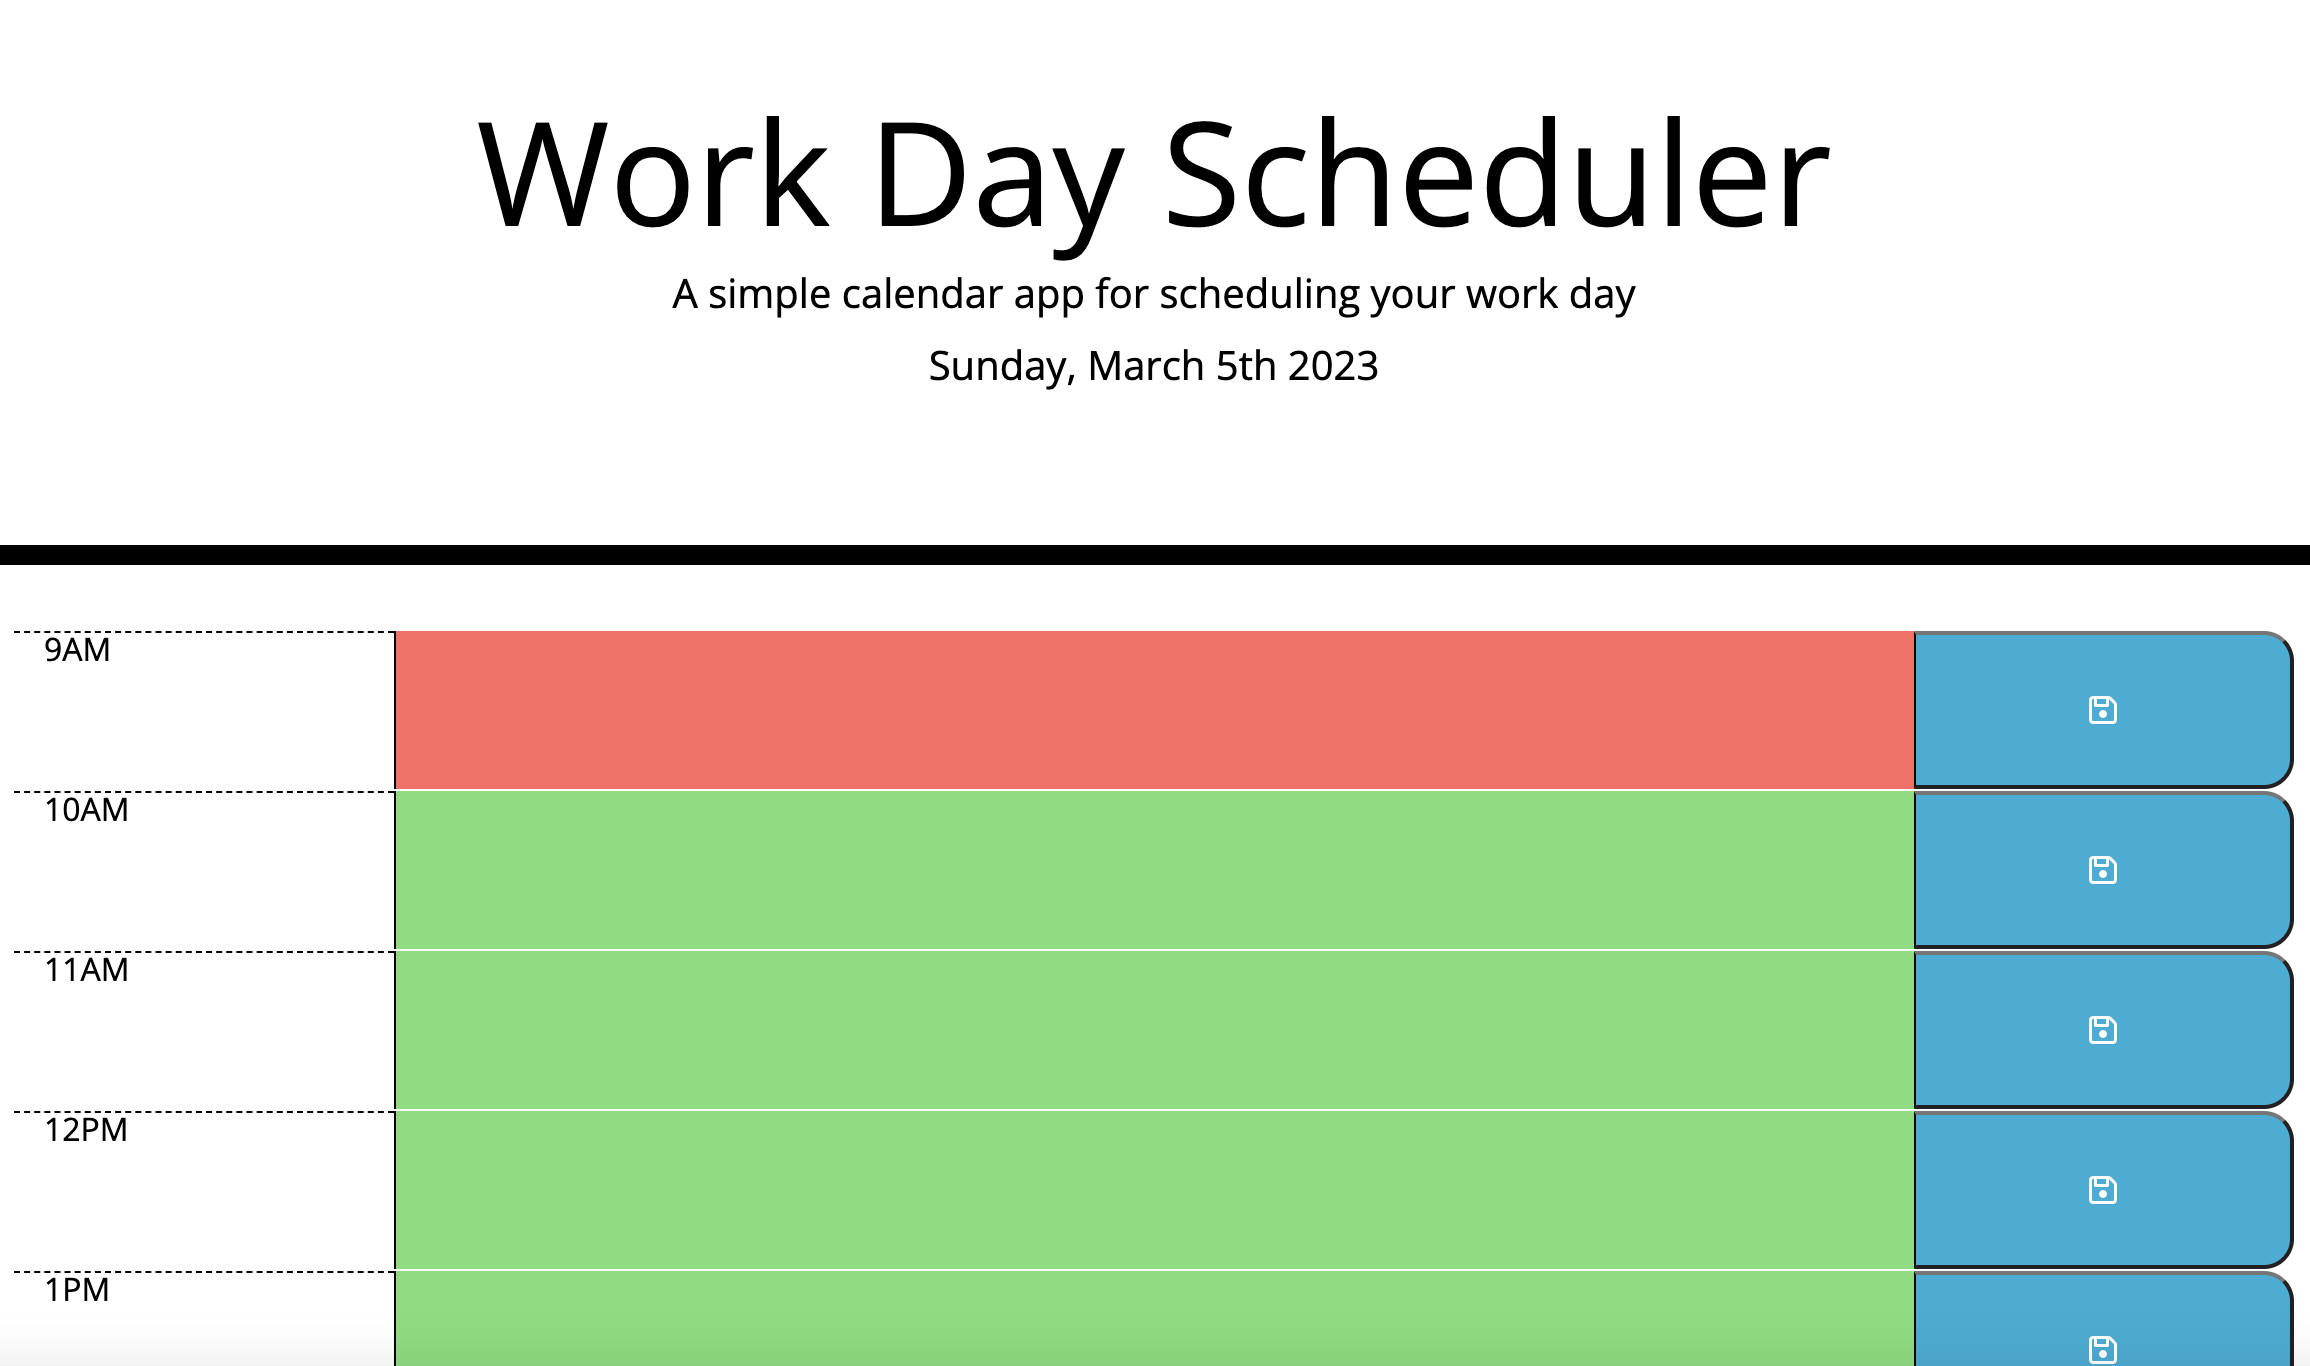 Work Day Scheduler
A simple calendar app for scheduling your work day
Sunday, March 5th 2023
9AM
10AM
11AM
12PM
1PM